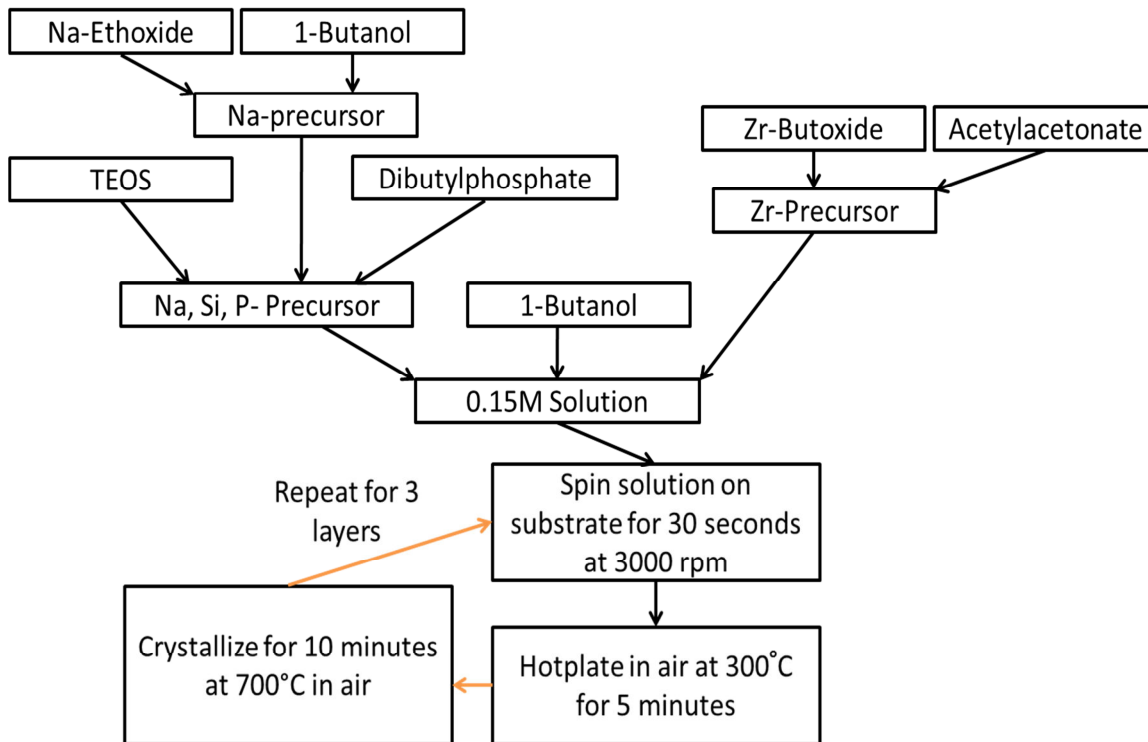 Na-Ethoxide
1-Butanol
Na-precursor
Zr-Butoxide
Acetylacetonate
TEOS
Dibutylphosphate
Zr-Precursor
Na, Si, P- Precursor
1-Butanol
0.15M Solution
Repeat for 3
layers
Spin solution on
substrate for 30 seconds
at 3000 rpm
Crystallize for 10 minutes
at 700°C in air
Hotplate in air at 300°C
for 5 minutes